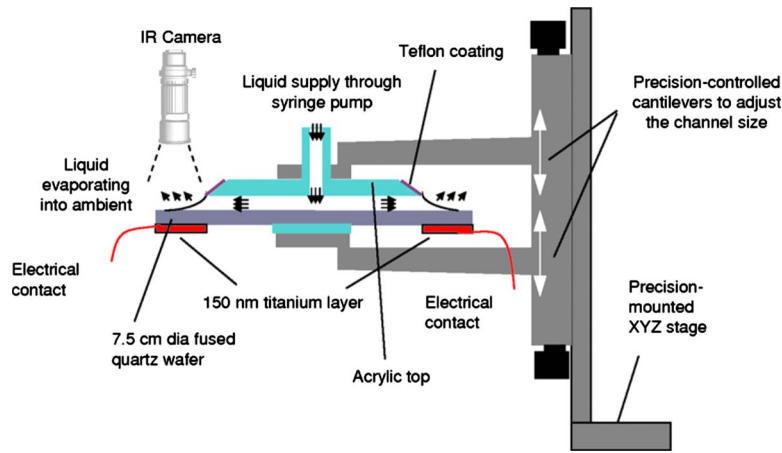 IR Camera
Teflon coating
Liquid supply through
syringe pump
Precision-controlled
cantilevers to adjust
the channel size
Liquid
evaporating
into ambient
Electrical
contact
150 nm titanium layer
Electrical
contact
7.5 cm dia fused
quartz wafer
Acrylic top
Precision-
mounted
XYZ stage